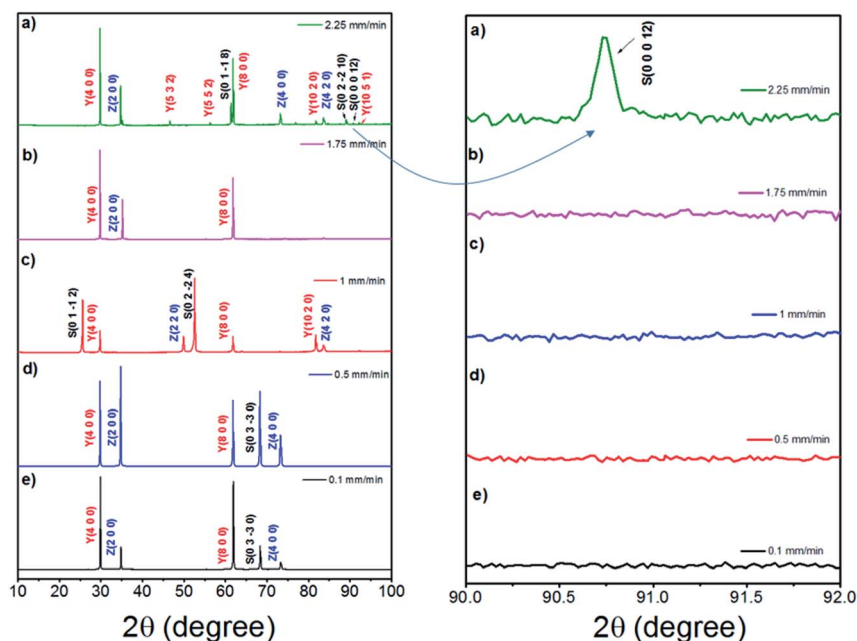 a)
2.25 mm/min
Y(4 0 0)
Z(2 0 0)
Y(5 3 2)
Y(5 5 2)
S(0 1 -1 8)
Y(8 0 0)
Z(4 0 0)
Y(10 2 0)
Z(4 2 0)
S(0 2 -2 10)
S(0 0 0 12)
Y(10 5 1)
b)
1.75 mm/min
Y(4 0 0)
Z(2 0 0)
Y(8 0 0)
c)
1 mm/min
S(0 1 -1 2)
Y(4 0 0)
Z(2 2 0)
S(0 2 -2 4)
Y(8 0 0)
Y(10 2 0)
Z(4 2 0)
d)
0.5 mm/min
Y(4 0 0)
Z(2 0 0)
Y(8 0 0)
S(0 3 -3 0)
Z(4 0 0)
e)
0.1 mm/min
Y(4 0 0)
Z(2 0 0)
Y(8 0 0)
S(0 3 -3 0)
Z(4 0 0)
10 20 30 40 50 60 70 80 90 100
2θ (degree)
a)
S(0 0 0 12)
2.25 mm/min
b)
1.75 mm/min
c)
1 mm/min
d)
0.5 mm/min
e)
0.1 mm/min
90.0 90.5 91.0 91.5 92.0
2θ (degree)